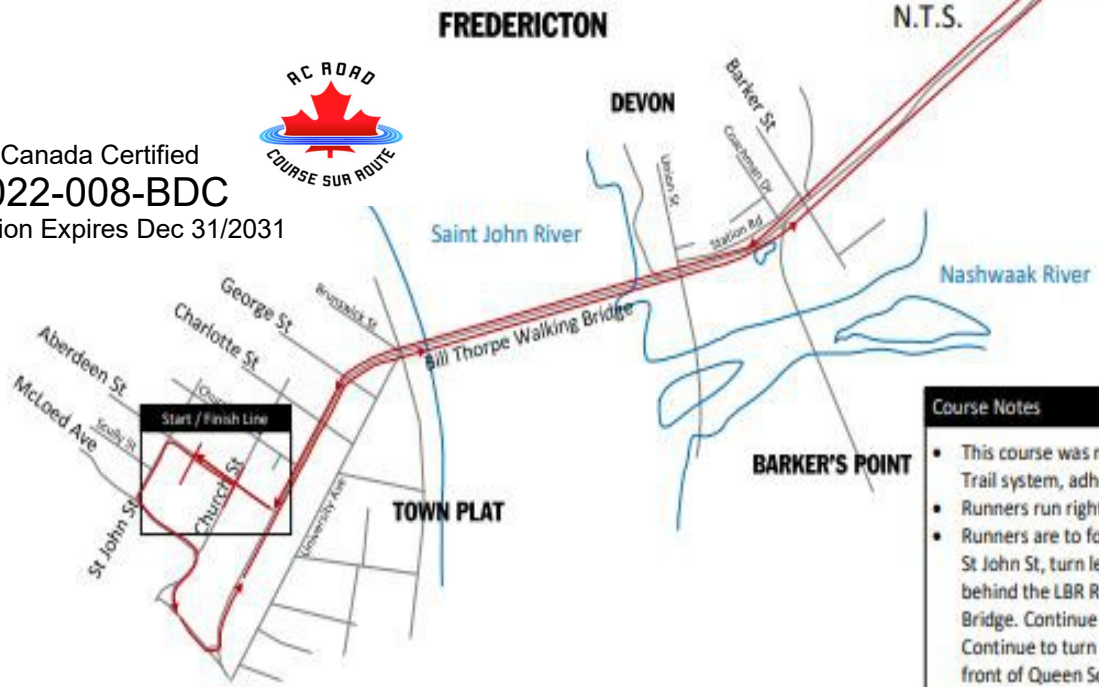 FREDERICTON
N.T.S.
AC ROAD
COURSE SUR ROUTE
Canada Certified
022-008-BDC
ion Expires Dec 31/2031
DEVON
Barker St
Coachman Dr
Union St
Station Rd
Saint John River
Nashwaak River
Brunswick St
George St
Charlotte St
Bill Thorpe Walking Bridge
Aberdeen St
McLoed Ave
Scully St
Chur
Start / Finish Line
Church St
St John St
University Ave
TOWN PLAT
BARKER'S POINT
Course Notes
• This course was
Trail system, adh
• Runners run right
• Runners are to fo
St John St, turn le
behind the LBR R
Bridge. Continue
Continue to turn
front of Queen Sq